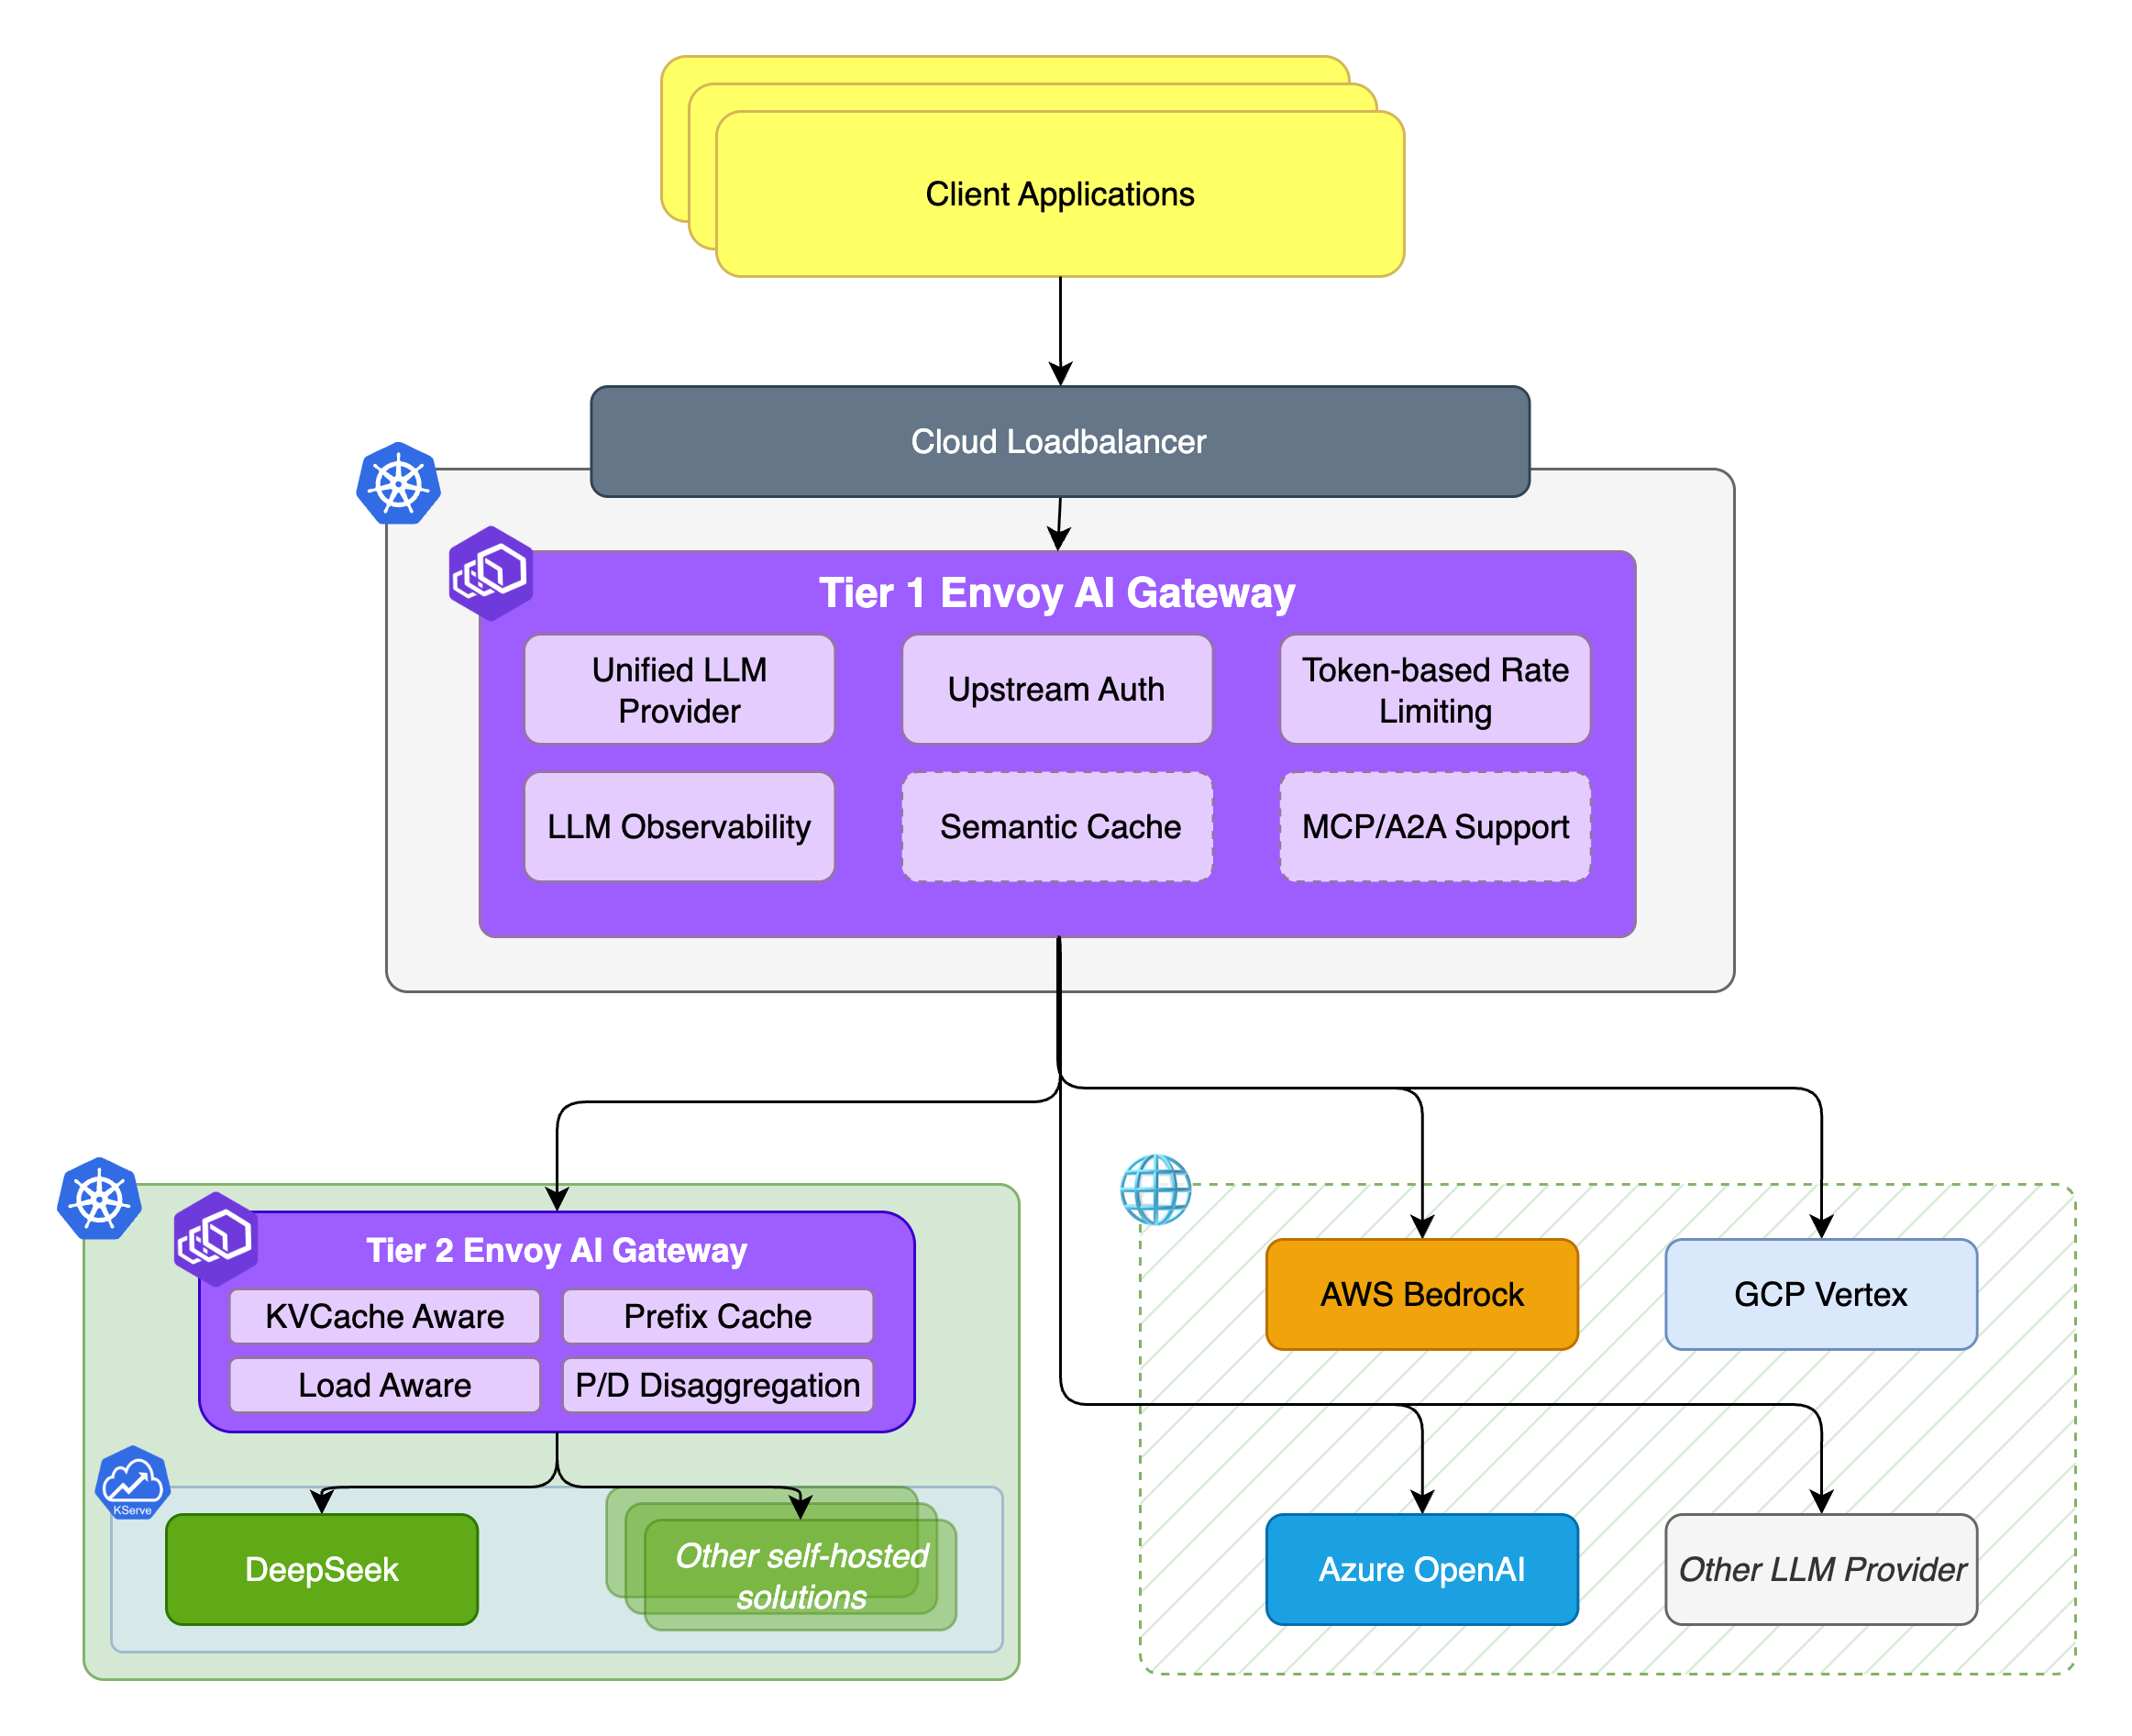 Client Applications
Cloud Loadbalancer
Tier 1 Envoy AI Gateway
Unified LLM
Provider
Upstream Auth
Token-based Rate
Limiting
LLM Observability
Semantic Cache
MCP/A2A Support
Tier 2 Envoy AI Gateway
KVCache Aware
Prefix Cache
Load Aware
P/D Disaggregation
KServe
DeepSeek
Other self-hosted
solutions
AWS Bedrock
GCP Vertex
Azure OpenAI
Other LLM Provider